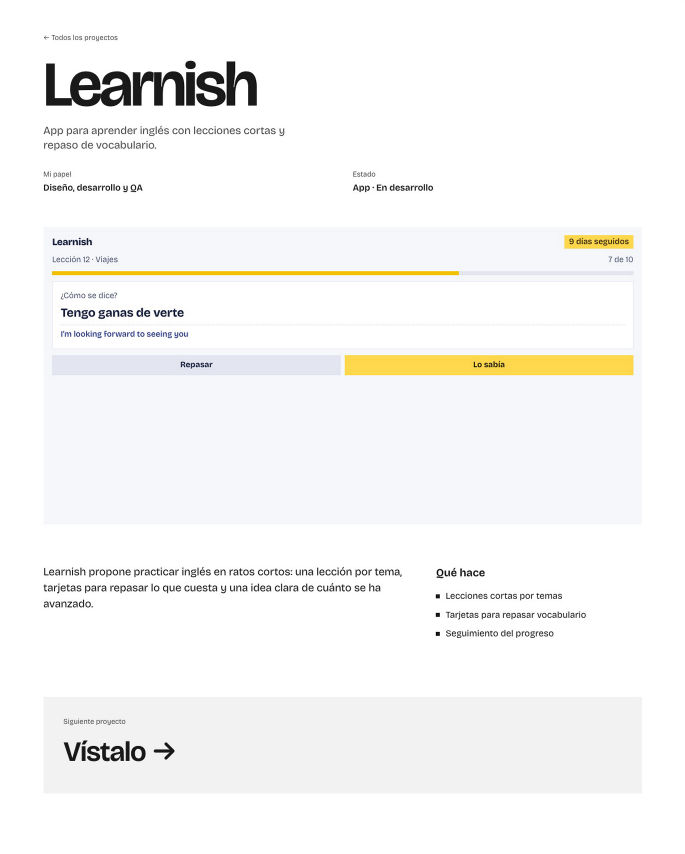 ← Todos los proyectos
Learnish
App para aprender inglés con lecciones cortas y
repaso de vocabulario.
Mi papel
Diseño, desarrollo y QA
Estado
App · En desarrollo
Learnish
9 días seguidos
Lección 12 · Viajes
7 de 10
¿Cómo se dice?
Tengo ganas de verte
I'm looking forward to seeing you
Repasar
Lo sabía
Learnish propone practicar inglés en ratos cortos: una lección por tema,
tarjetas para repasar lo que cuesta y una idea clara de cuánto se ha
avanzado.
Qué hace
Lecciones cortas por temas
Tarjetas para repasar vocabulario
Seguimiento del progreso
Siguiente proyecto
Vístalo →